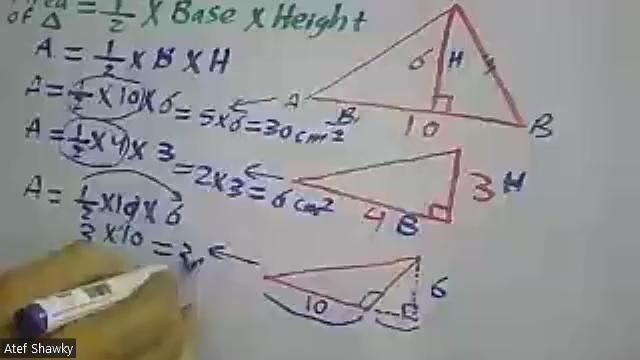 of Δ = 1/2 × Base × Height
A = 1/2 × B × H
A = 1/2 × 10 × 6 = 5×6 = 30 cm²
A = 1/2 × 4 × 3 = 2×3 = 6 cm²
A = 1/2 × 10 × 6
3 × 10 =
6 H
A B 10 B
3 H
4 B
6
10
Atef Shawky